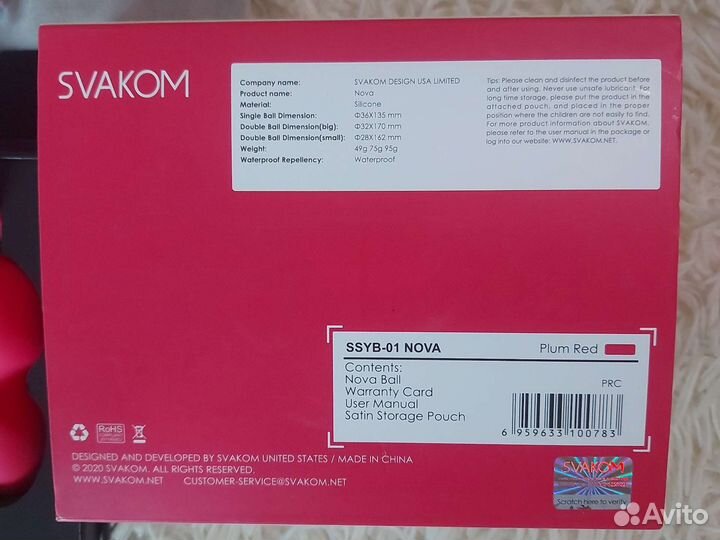 SVAKOM
Company name: SVAKOM DESIGN USA LIMITED
Product name: Nova
Material: Silicone
Single Ball Dimension: Φ36X135 mm
Double Ball Dimension(big): Φ32X170 mm
Double Ball Dimension(small): Φ28X162 mm
Weight: 49g 75g 95g
Waterproof Repellency: Waterproof
Tips: Please clean and disinfect the product before
and after using. Never use unsafe lubricant. For
long time storage, please put the product in the
attached pouch, and placed in the proper
position where the children are not easily to find.
For more product information about SVAKOM,
please refer to the user manual in the package or
log into our website: WWW.SVAKOM.NET.
SSYB-01 NOVA Plum Red
Contents:
Nova Ball
Warranty Card
User Manual
Satin Storage Pouch
PRC
6 959633 100783
RoHS
DESIGNED AND DEVELOPED BY SVAKOM UNITED STATES / MADE IN CHINA
© 2020 SVAKOM. ALL RIGHTS RESERVED.
WWW.SVAKOM.NET CUSTOMER-SERVICE@SVAKOM.NET
SVAKOM
Scratch here to verify
Avito